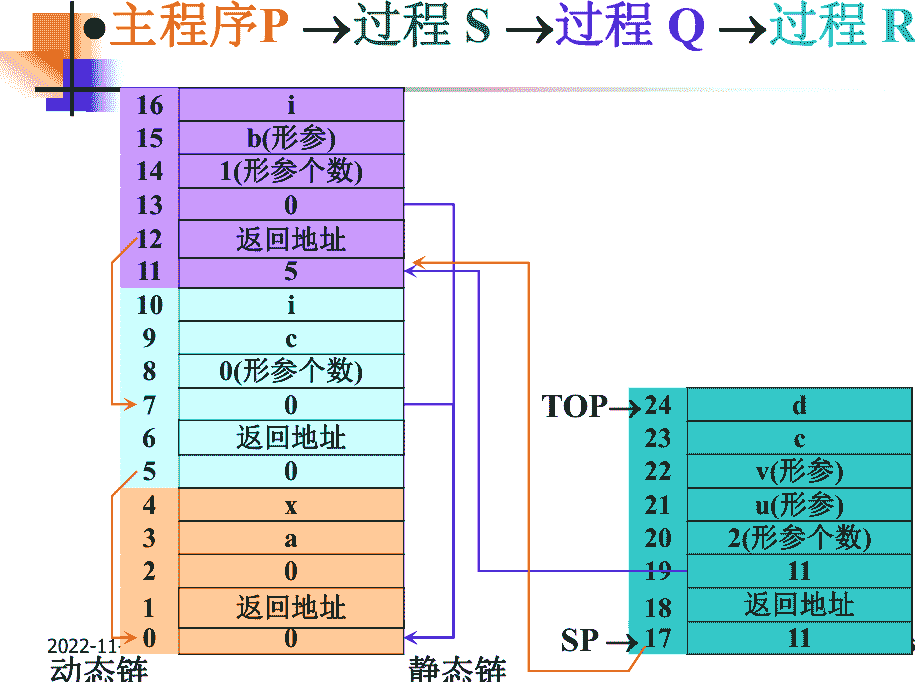 ●主程序P →过程 S →过程 Q →过程 R
16 i
15 b(形参)
14 1(形参个数)
13 0
12 返回地址
11 5
10 i
9 c
8 0(形参个数)
7 0
6 返回地址
5 0
4 x
3 a
2 0
1 返回地址
0 0
TOP→24 d
23 c
22 v(形参)
21 u(形参)
20 2(形参个数)
19 11
18 返回地址
SP→17 11
2022-11-
动态链 静态链